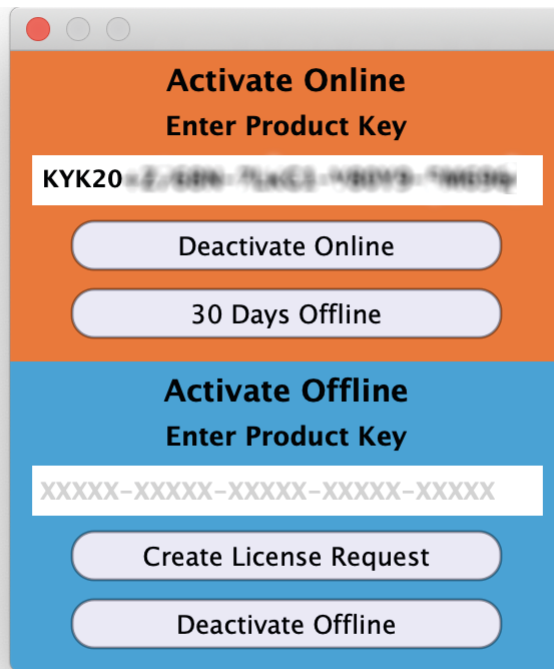 Activate Online
Enter Product Key
KYK20
Deactivate Online
30 Days Offline
Activate Offline
Enter Product Key
XXXXX-XXXXX-XXXXX-XXXXX-XXXXX
Create License Request
Deactivate Offline